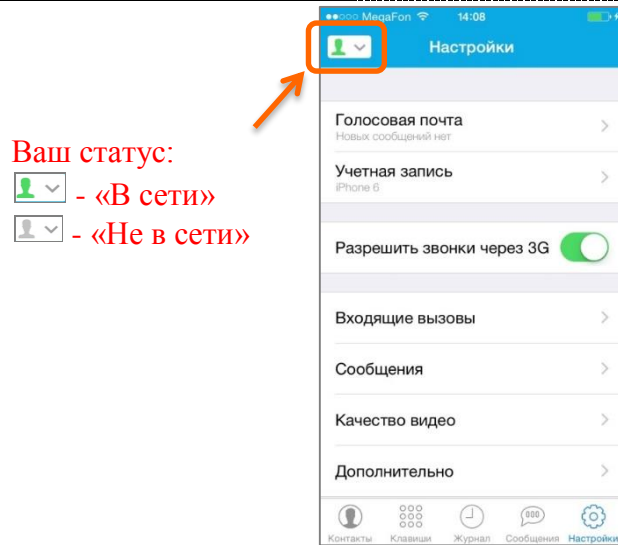 MegaFon 14:08
Настройки
Голосовая почта
Новых сообщений нет
Учетная запись
iPhone 6
Ваш статус:
- «В сети»
- «Не в сети»
Разрешить звонки через 3G
Входящие вызовы
Сообщения
Качество видео
Дополнительно
Контакты Клавиши Журнал Сообщения Настройки